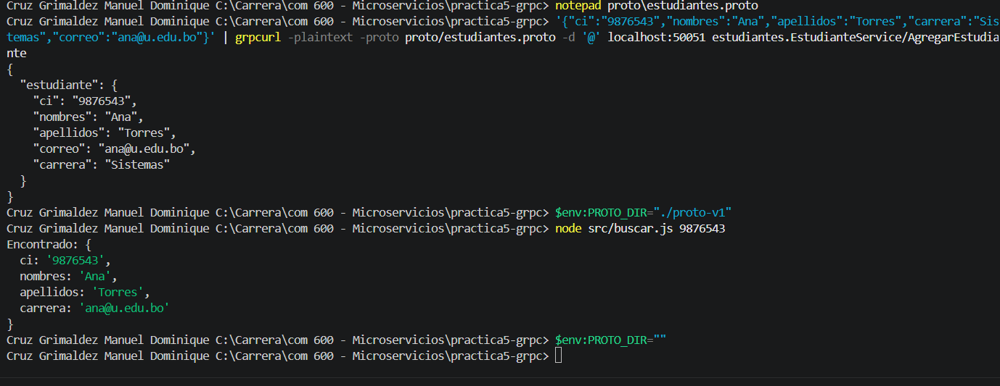 Cruz Grimaldez Manuel Dominique C:\Carrera\com 600 - Microservicios\practica5-grpc> notepad proto\estudiantes.proto
Cruz Grimaldez Manuel Dominique C:\Carrera\com 600 - Microservicios\practica5-grpc> '{"ci":"9876543","nombres":"Ana","apellidos":"Torres","carrera":"Sis
temas","correo":"ana@u.edu.bo"}' | grpcurl -plaintext -proto proto/estudiantes.proto -d '@' localhost:50051 estudiantes.EstudianteService/AgregarEstudia
nte
{
  "estudiante": {
    "ci": "9876543",
    "nombres": "Ana",
    "apellidos": "Torres",
    "correo": "ana@u.edu.bo",
    "carrera": "Sistemas"
  }
}
Cruz Grimaldez Manuel Dominique C:\Carrera\com 600 - Microservicios\practica5-grpc> $env:PROTO_DIR="./proto-v1"
Cruz Grimaldez Manuel Dominique C:\Carrera\com 600 - Microservicios\practica5-grpc> node src/buscar.js 9876543
Encontrado: {
  ci: '9876543',
  nombres: 'Ana',
  apellidos: 'Torres',
  carrera: 'ana@u.edu.bo'
}
Cruz Grimaldez Manuel Dominique C:\Carrera\com 600 - Microservicios\practica5-grpc> $env:PROTO_DIR=""
Cruz Grimaldez Manuel Dominique C:\Carrera\com 600 - Microservicios\practica5-grpc>